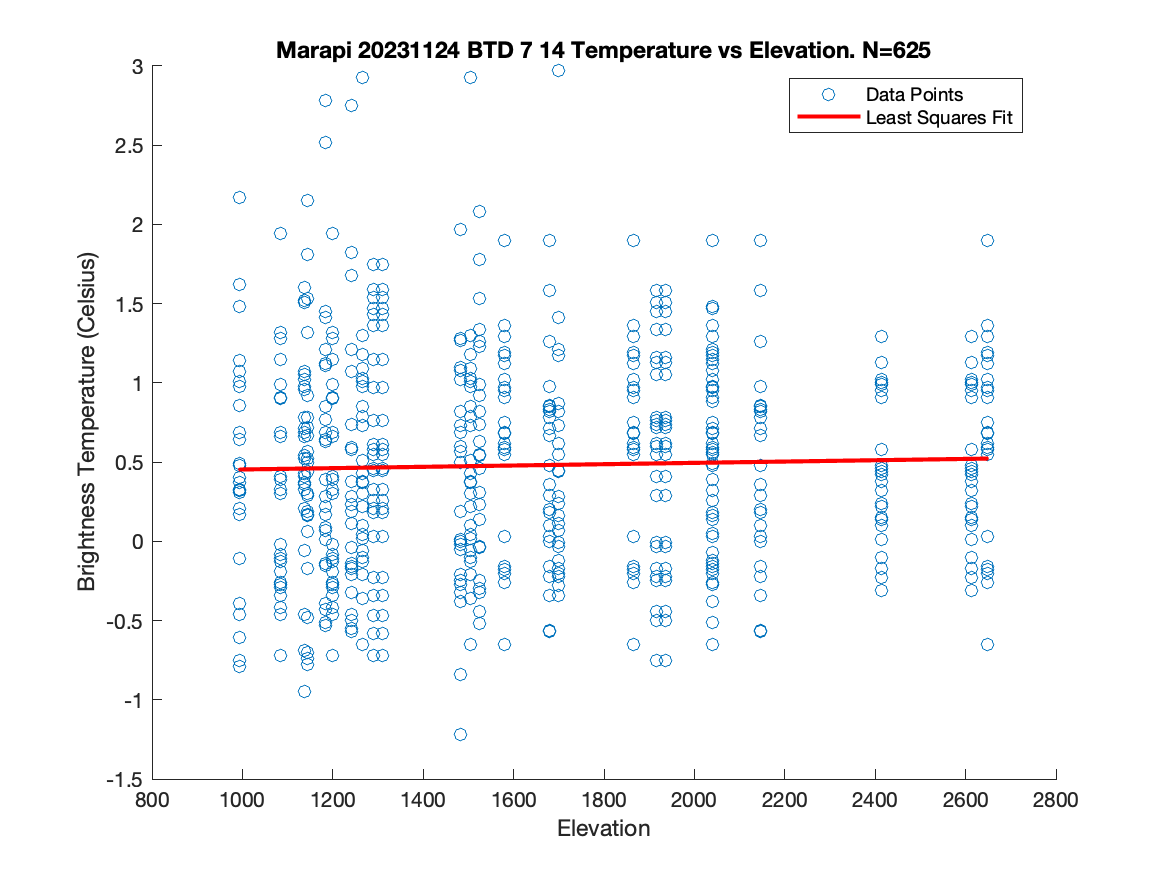 Marapi 20231124 BTD 7 14 Temperature vs Elevation. N=625
Data Points
Least Squares Fit
3
2.5
2
1.5
1
0.5
0
-0.5
-1
-1.5
Brightness Temperature (Celsius)
800 1000 1200 1400 1600 1800 2000 2200 2400 2600 2800
Elevation